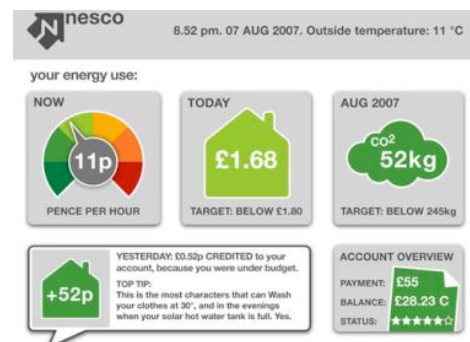 nesco
8.52 pm. 07 AUG 2007. Outside temperature: 11 °C
your energy use:
NOW
11p
PENCE PER HOUR
TODAY
£1.68
TARGET: BELOW £1.80
AUG 2007
CO2
52kg
TARGET: BELOW 245kg
+52p
YESTERDAY: £0.52p CREDITED to your
account, because you were under budget.
TOP TIP:
This is the most characters that can Wash
your clothes at 30°, and in the evenings
when your solar hot water tank is full. Yes.
ACCOUNT OVERVIEW
PAYMENT: £55
BALANCE: £28.23 C
STATUS: ★★★★☆